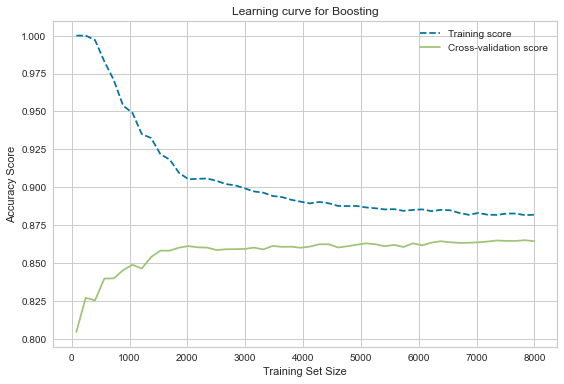 Learning curve for Boosting
Training score
Cross-validation score
Accuracy Score
1.000
0.975
0.950
0.925
0.900
0.875
0.850
0.825
0.800
0 1000 2000 3000 4000 5000 6000 7000 8000
Training Set Size